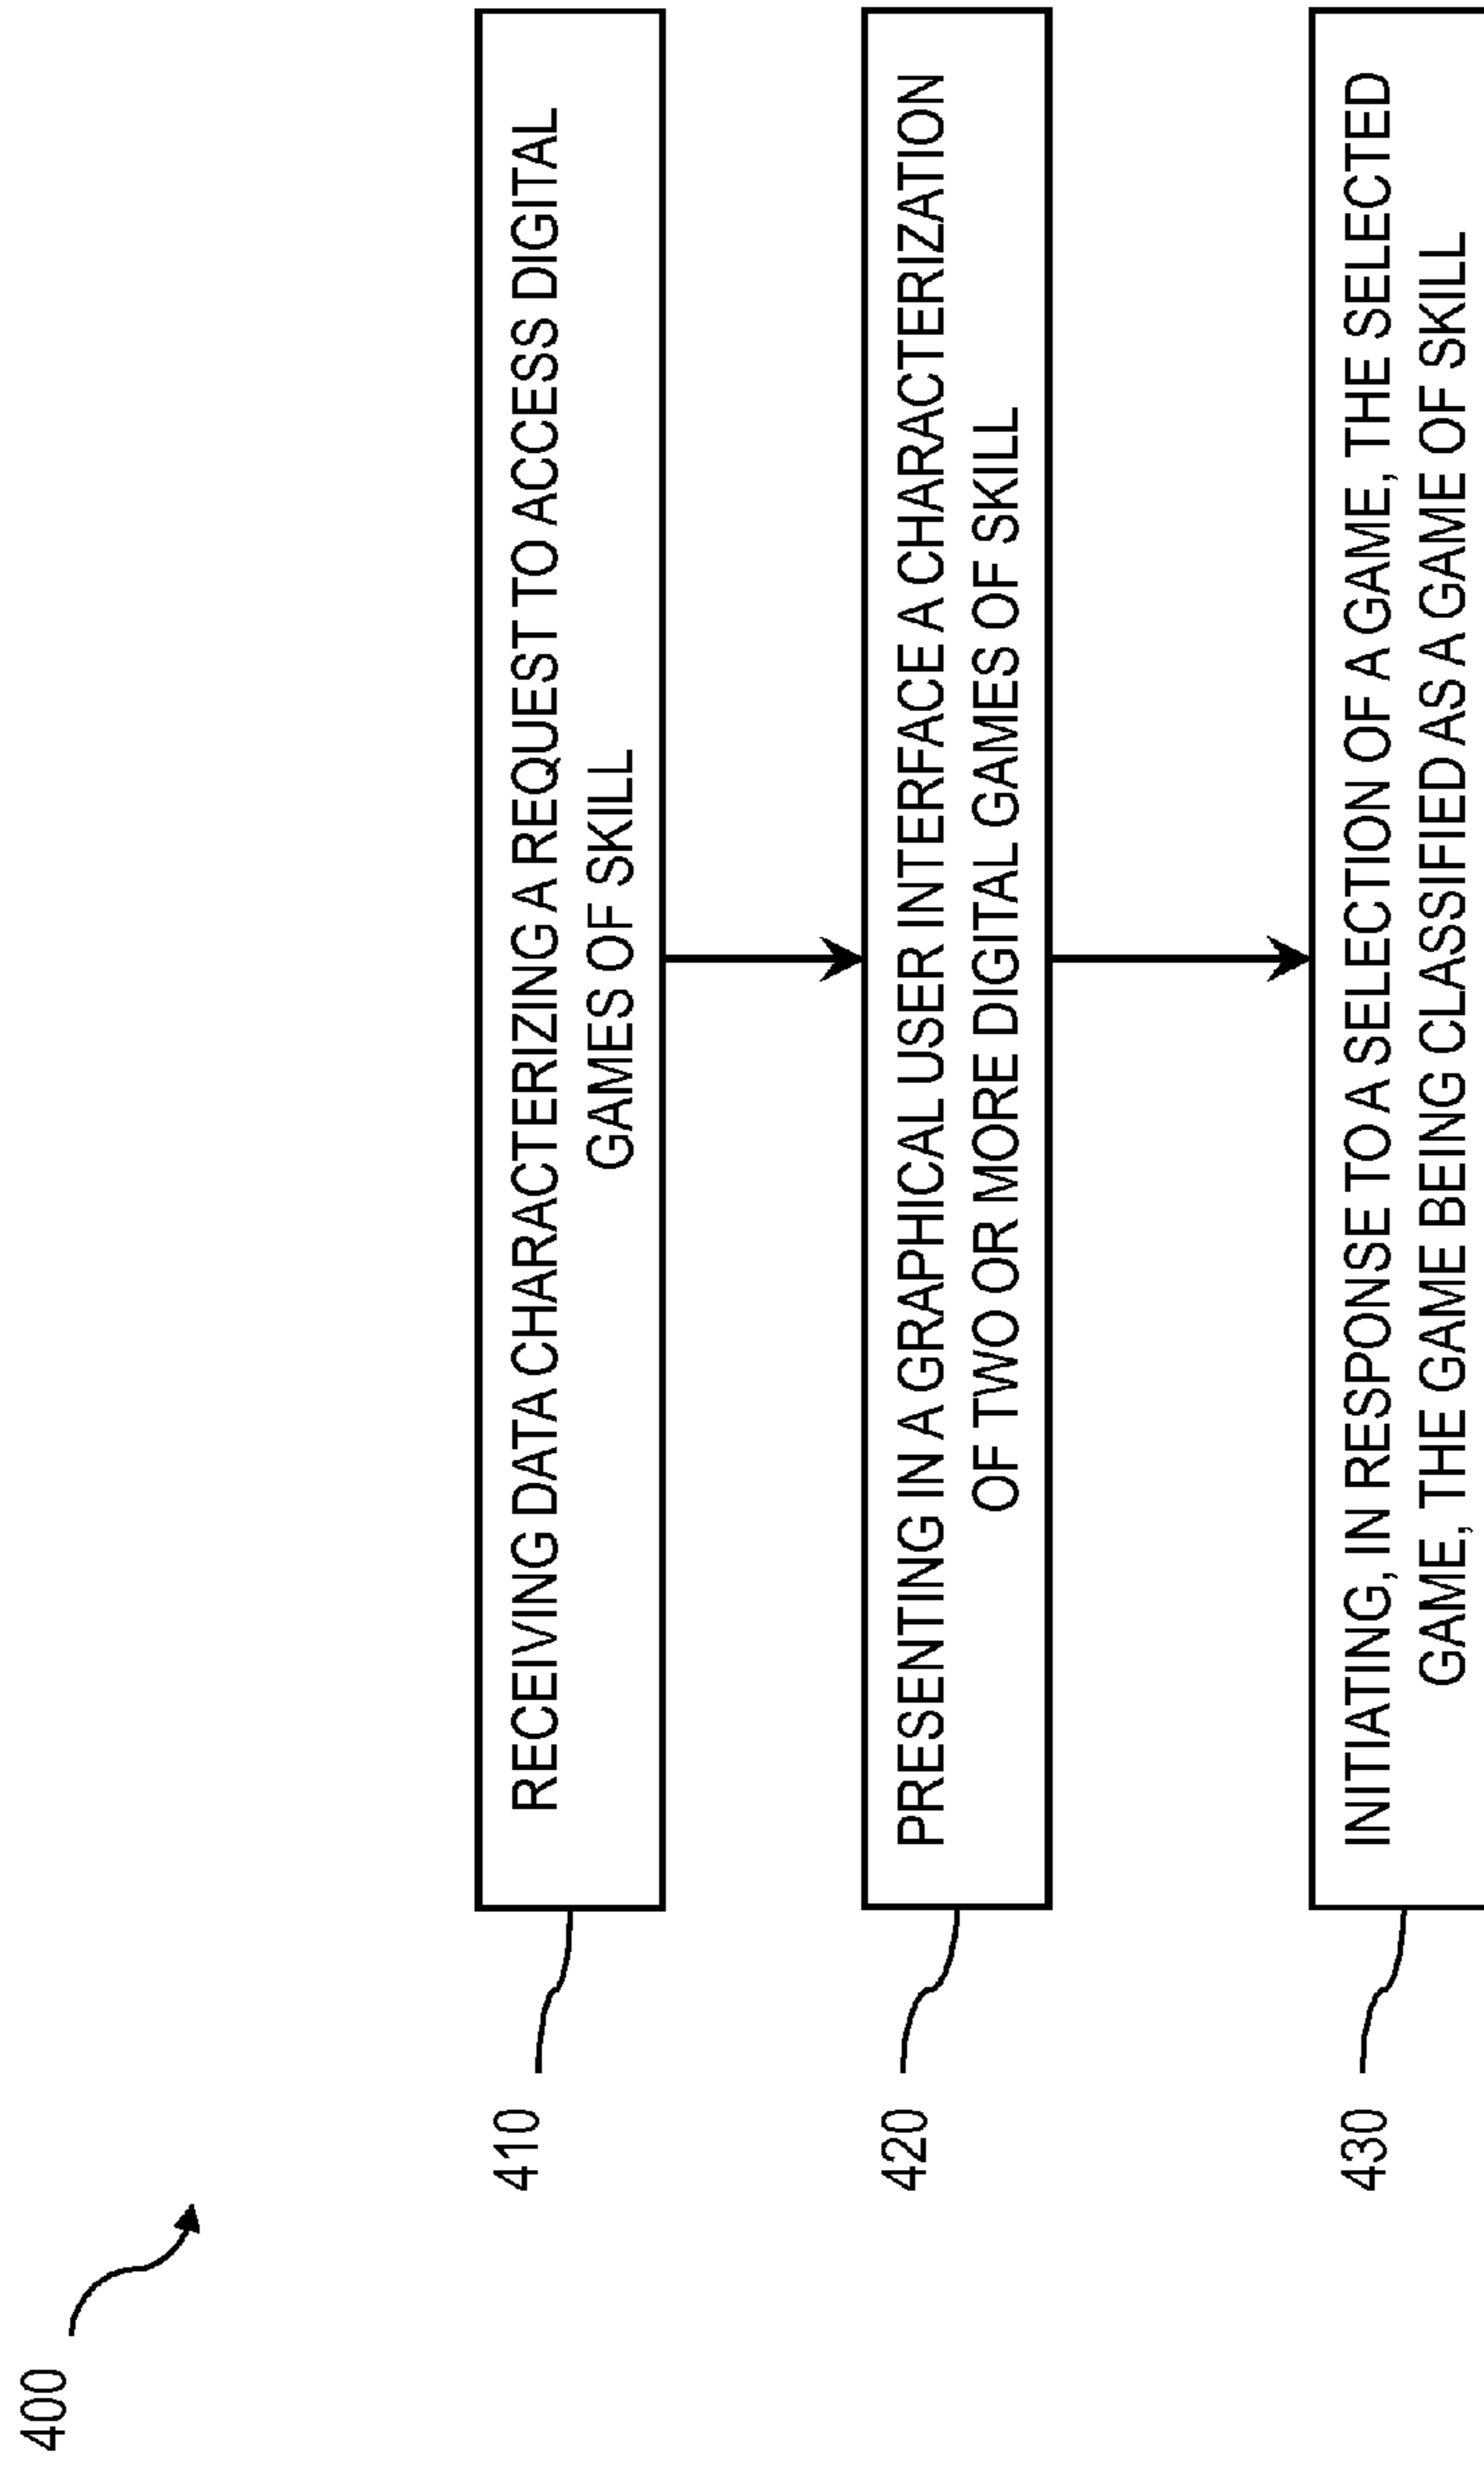 400
410
RECEIVING DATA CHARACTERIZING A REQUEST TO ACCESS DIGITAL
GAMES OF SKILL
420
PRESENTING IN A GRAPHICAL USER INTERFACE A CHARACTERIZATION
OF TWO OR MORE DIGITAL GAMES OF SKILL
430
INITIATING, IN RESPONSE TO A SELECTION OF A GAME, THE SELECTED
GAME, THE GAME BEING CLASSIFIED AS A GAME OF SKILL